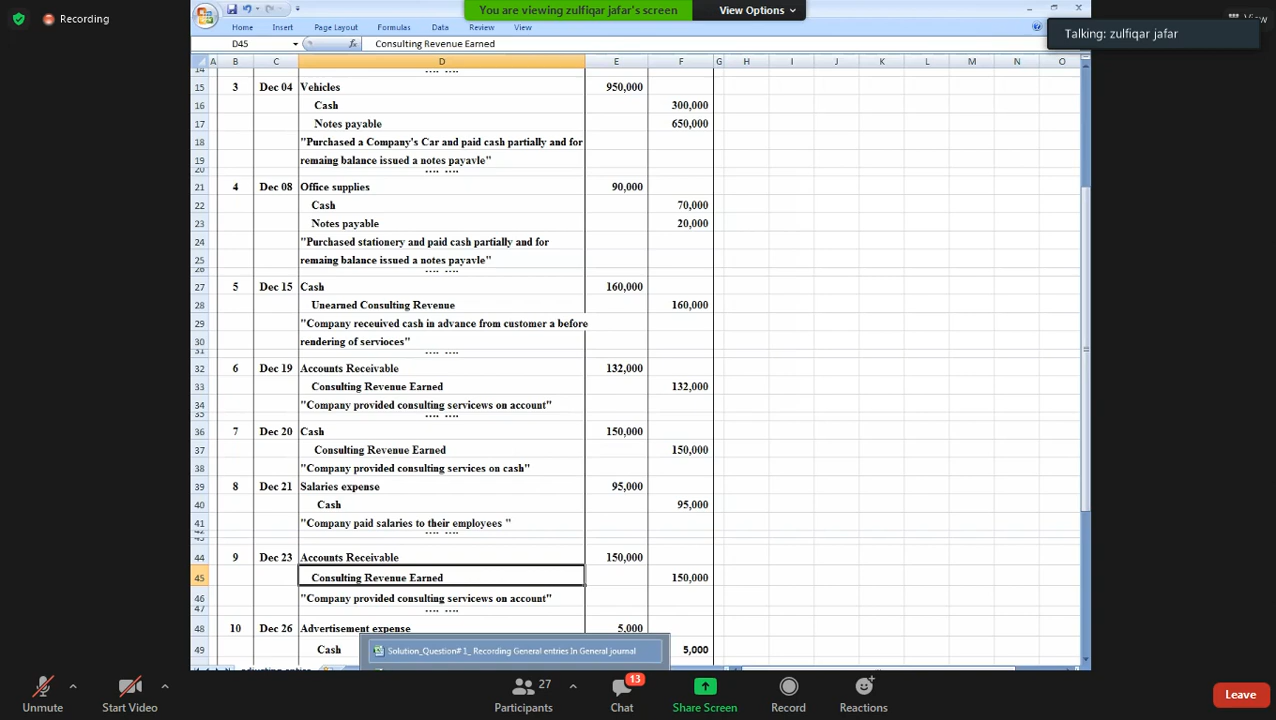 Recording
You are viewing zulfiqar jafar's screen
View Options
View
Talking: zulfiqar jafar
Home Insert Page Layout Formulas Data Review View
D45 fx Consulting Revenue Earned
A B C D E F G H I J K L M N O
14 .... ....
15 3 Dec 04 Vehicles 950,000
16 Cash 300,000
17 Notes payable 650,000
18 "Purchased a Company's Car and paid cash partially and for
19 remaing balance issued a notes payavle"
20 .... ....
21 4 Dec 08 Office supplies 90,000
22 Cash 70,000
23 Notes payable 20,000
24 "Purchased stationery and paid cash partially and for
25 remaing balance issued a notes payavle"
26 .... ....
27 5 Dec 15 Cash 160,000
28 Unearned Consulting Revenue 160,000
29 "Company receuived cash in advance from customer a before
30 rendering of servioces"
31 .... ....
32 6 Dec 19 Accounts Receivable 132,000
33 Consulting Revenue Earned 132,000
34 "Company provided consulting servicews on account"
35 .... ....
36 7 Dec 20 Cash 150,000
37 Consulting Revenue Earned 150,000
38 "Company provided consulting services on cash"
39 8 Dec 21 Salaries expense 95,000
40 Cash 95,000
41 "Company paid salaries to their employees "
42 .... ....
43
44 9 Dec 23 Accounts Receivable 150,000
45 Consulting Revenue Earned 150,000
46 "Company provided consulting servicews on account"
47 .... ....
48 10 Dec 26 Advertisement expense 5,000
49 Cash 5,000
Solution_Question# 1_ Recording General entries In General journal
Unmute
Start Video
27
Participants
13
Chat
Share Screen
Record
Reactions
Leave